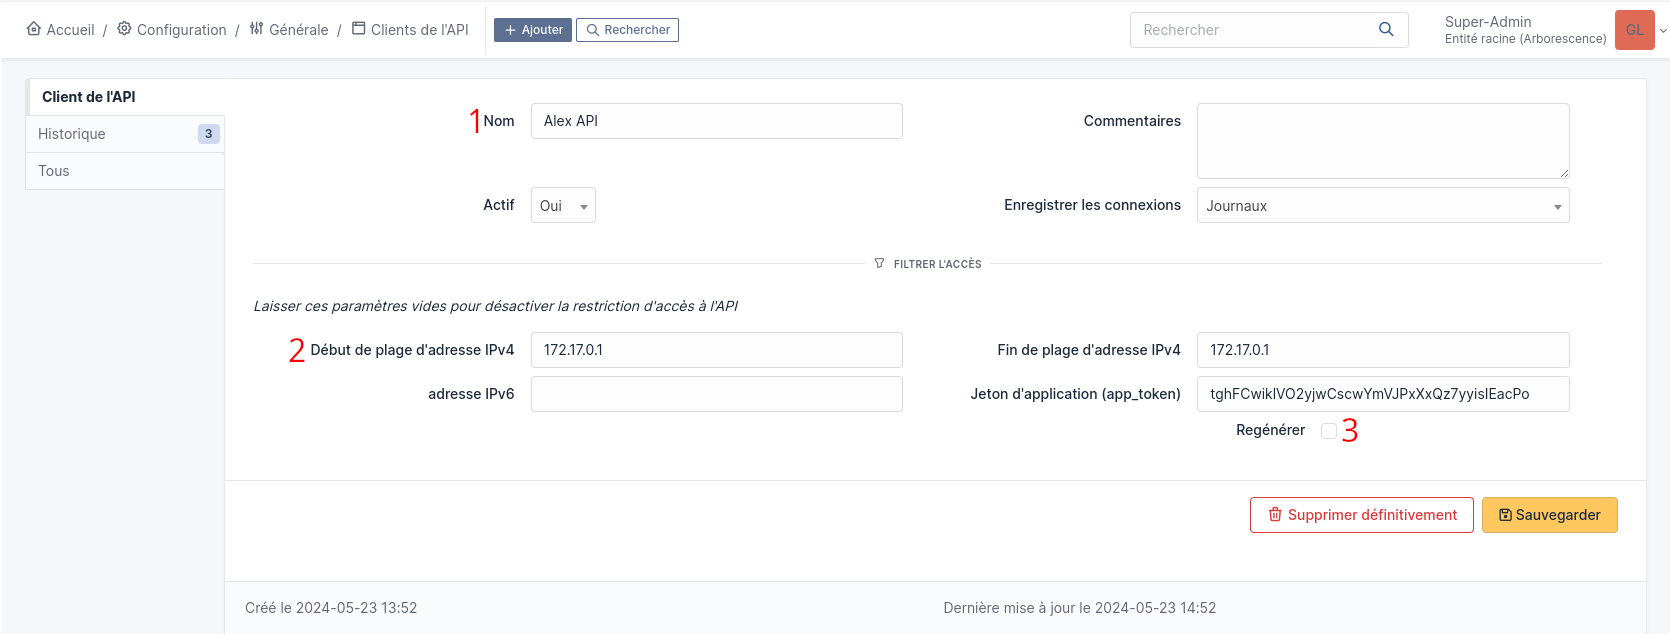 Accueil / Configuration / Générale / Clients de l'API + Ajouter Rechercher Rechercher Super-Admin
Entité racine (Arborescence) GL
Client de l'API
Historique 3
Tous
1 Nom Alex API Commentaires
Actif Oui Enregistrer les connexions Journaux
FILTRER L'ACCÈS
Laisser ces paramètres vides pour désactiver la restriction d'accès à l'API
2 Début de plage d'adresse IPv4 172.17.0.1 Fin de plage d'adresse IPv4 172.17.0.1
adresse IPv6 Jeton d'application (app_token) tghFCwiklVO2yjwCscwYmVJPxXxQz7yyisIEacPo
Regénérer 3
Supprimer définitivement Sauvegarder
Créé le 2024-05-23 13:52 Dernière mise à jour le 2024-05-23 14:52